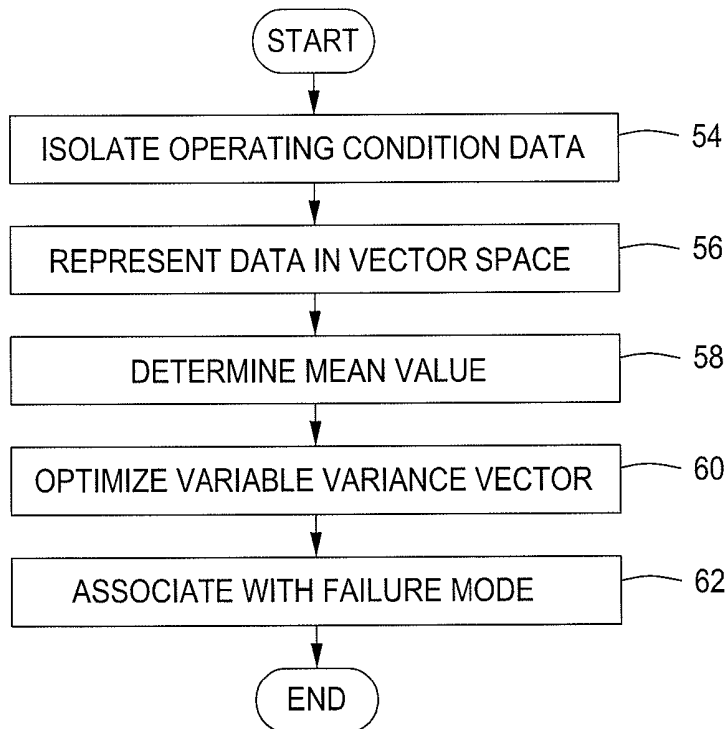 START
ISOLATE OPERATING CONDITION DATA
54
REPRESENT DATA IN VECTOR SPACE
56
DETERMINE MEAN VALUE
58
OPTIMIZE VARIABLE VARIANCE VECTOR
60
ASSOCIATE WITH FAILURE MODE
62
END